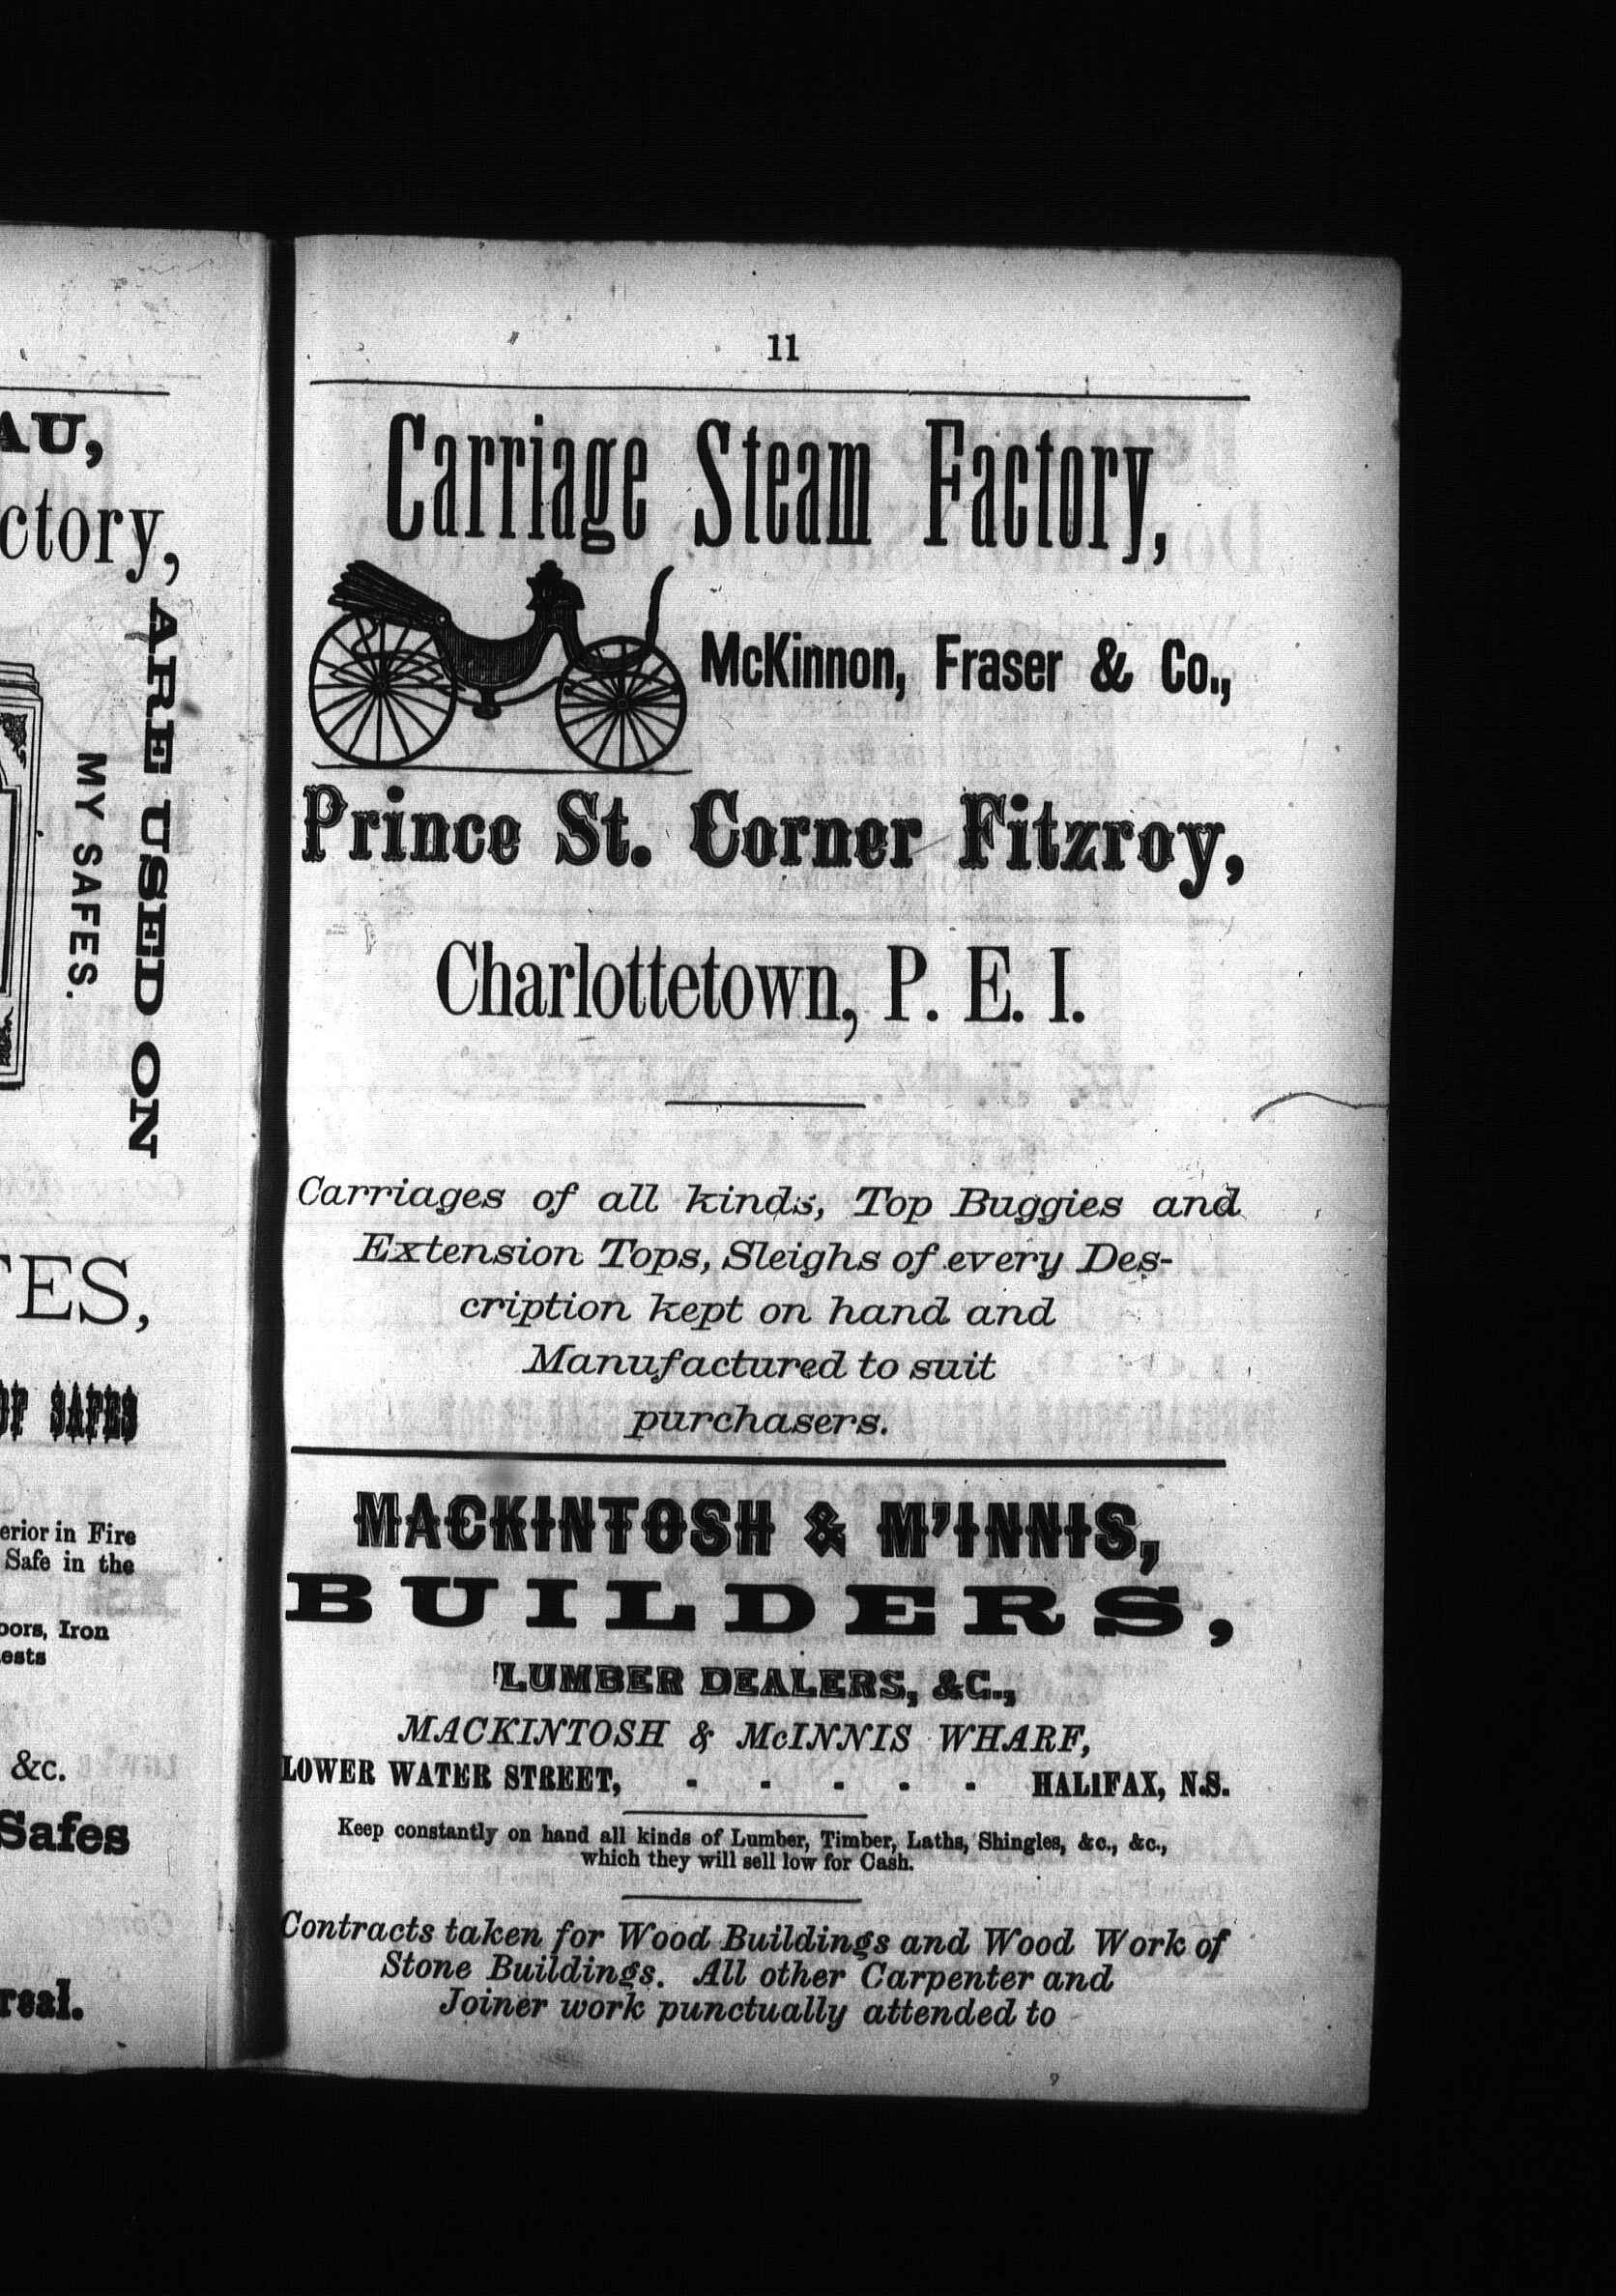 AU,
ctory,
ARE USED ON
MY SAFES.
TES,
OF SAFES
erior in Fire
Safe in the
oors, Iron
ests
&c.
Safes
real.
11
Carriage Steam Factory,
McKinnon, Fraser & Co.,
Prince St. Corner Fitzroy,
Charlottetown, P. E. I.
Carriages of all kinds, Top Buggies and
Extension Tops, Sleighs of every Des-
cription kept on hand and
Manufactured to suit
purchasers.
MACKINTOSH & M'INNIS,
BUILDERS,
LUMBER DEALERS, &C.,
MACKINTOSH & McINNIS WHARF,
LOWER WATER STREET, - - - - - HALIFAX, N.S.
Keep constantly on hand all kinds of Lumber, Timber, Laths, Shingles, &c., &c.,
which they will sell low for Cash.
Contracts taken for Wood Buildings and Wood Work of
Stone Buildings. All other Carpenter and
Joiner work punctually attended to